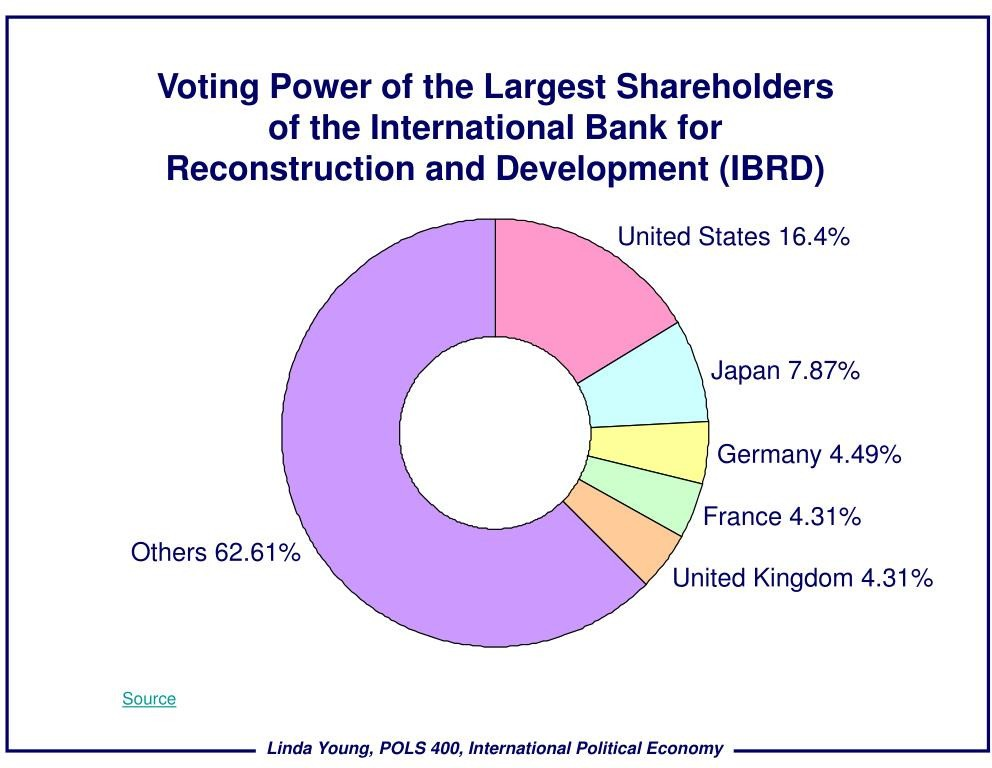 Voting Power of the Largest Shareholders
of the International Bank for
Reconstruction and Development (IBRD)
United States 16.4%
Japan 7.87%
Germany 4.49%
France 4.31%
Others 62.61%
United Kingdom 4.31%
Source
Linda Young, POLS 400, International Political Economy